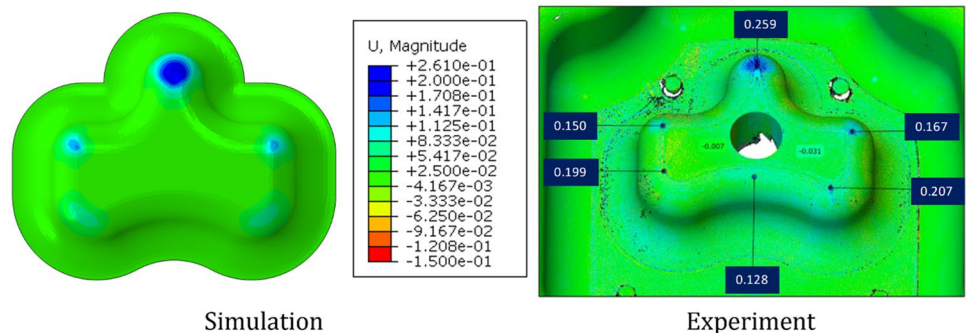 U, Magnitude
+2.610e-01
+2.000e-01
+1.708e-01
+1.417e-01
+1.125e-01
+8.333e-02
+5.417e-02
+2.500e-02
-4.167e-03
-3.333e-02
-6.250e-02
-9.167e-02
-1.208e-01
-1.500e-01
0.259
0.150
0.167
-0.007
-0.031
0.199
0.207
0.128
Simulation
Experiment